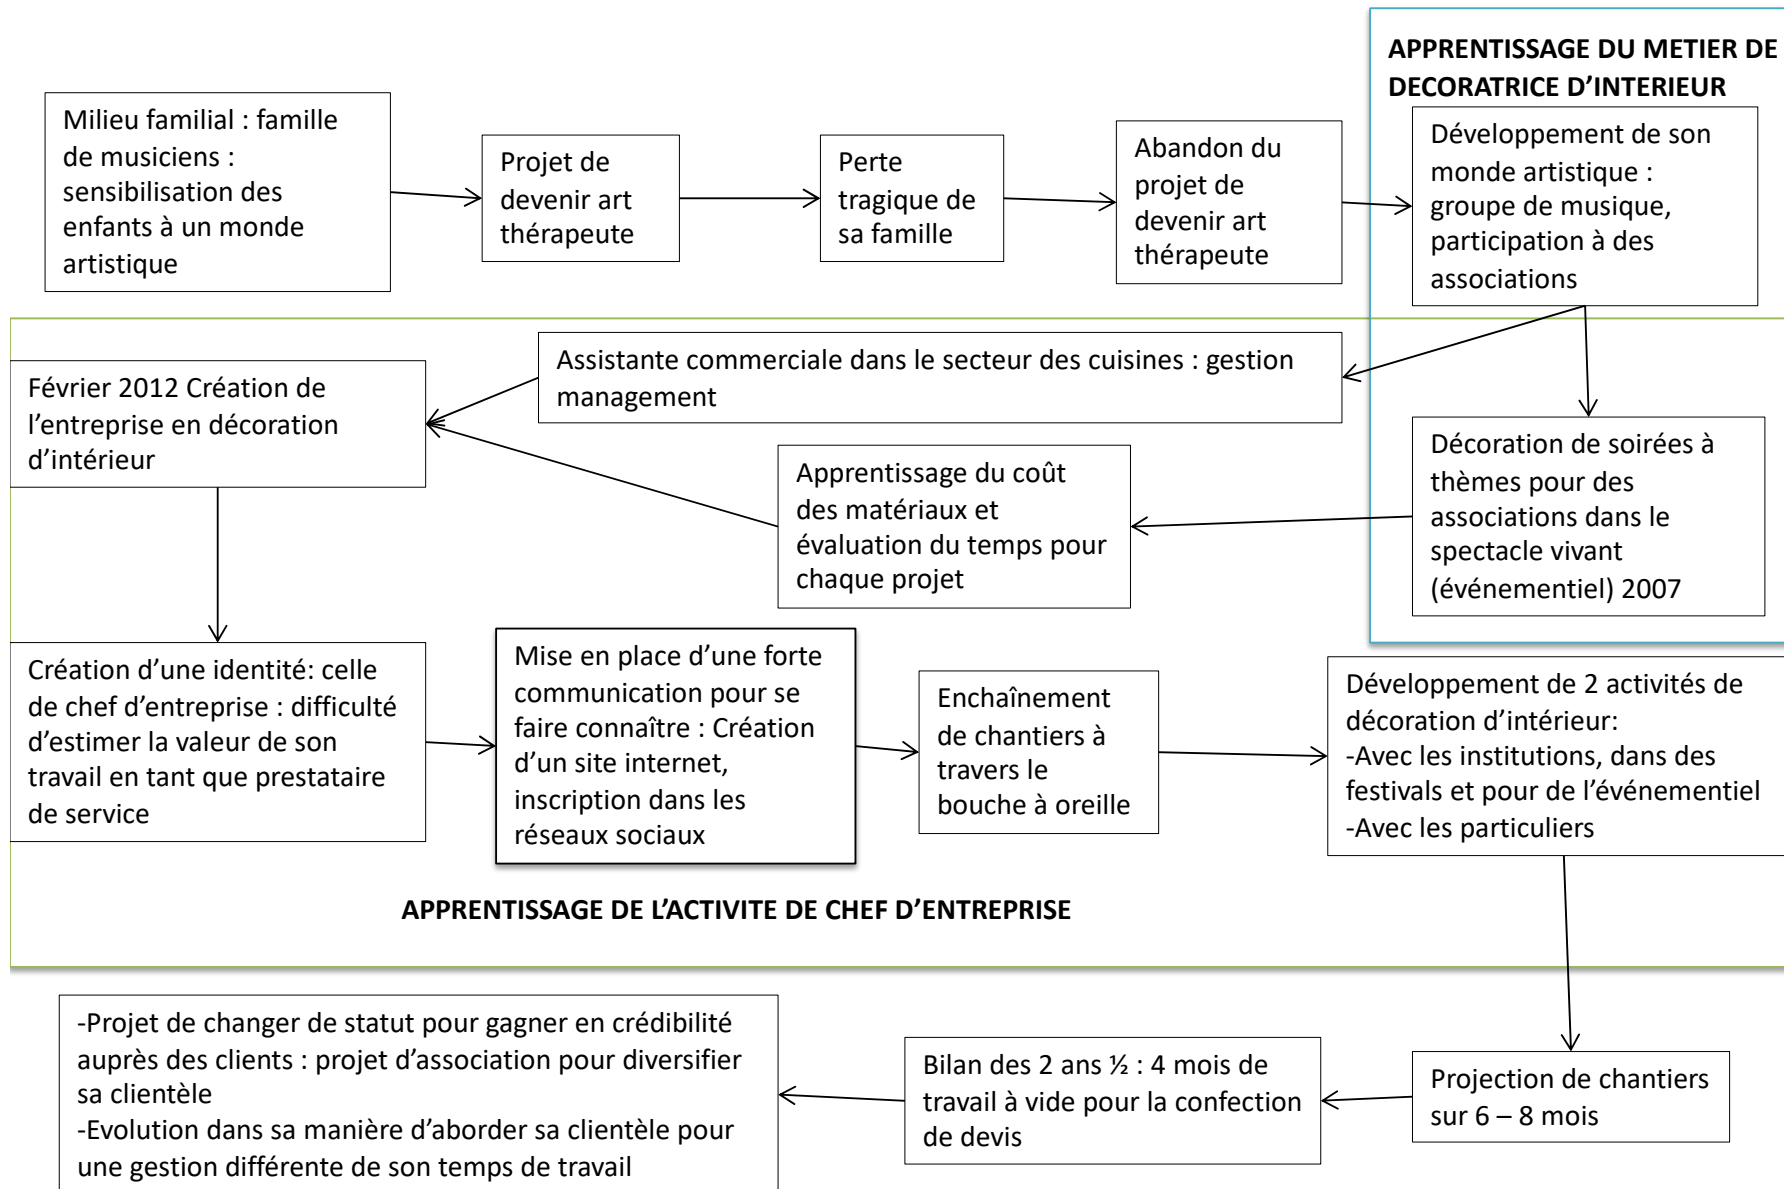 APPRENTISSAGE DU METIER DE
DECORATRICE D’INTERIEUR
Milieu familial : famille
de musiciens :
sensibilisation des
enfants à un monde
artistique
Projet de
devenir art
thérapeute
Perte
tragique de
sa famille
Abandon du
projet de
devenir art
thérapeute
Développement de son
monde artistique :
groupe de musique,
participation à des
associations
Assistante commerciale dans le secteur des cuisines : gestion
management
Décoration de soirées à
thèmes pour des
associations dans le
spectacle vivant
(événementiel) 2007
Apprentissage du coût
des matériaux et
évaluation du temps pour
chaque projet
Février 2012 Création de
l’entreprise en décoration
d’intérieur
Création d’une identité: celle
de chef d’entreprise : difficulté
d’estimer la valeur de son
travail en tant que prestataire
de service
Mise en place d’une forte
communication pour se
faire connaître : Création
d’un site internet,
inscription dans les
réseaux sociaux
Enchaînement
de chantiers à
travers le
bouche à oreille
Développement de 2 activités de
décoration d’intérieur:
-Avec les institutions, dans des
festivals et pour de l’événementiel
-Avec les particuliers
APPRENTISSAGE DE L’ACTIVITE DE CHEF D’ENTREPRISE
Projection de chantiers
sur 6 – 8 mois
Bilan des 2 ans ½ : 4 mois de
travail à vide pour la confection
de devis
-Projet de changer de statut pour gagner en crédibilité
auprès des clients : projet d’association pour diversifier
sa clientèle
-Evolution dans sa manière d’aborder sa clientèle pour
une gestion différente de son temps de travail